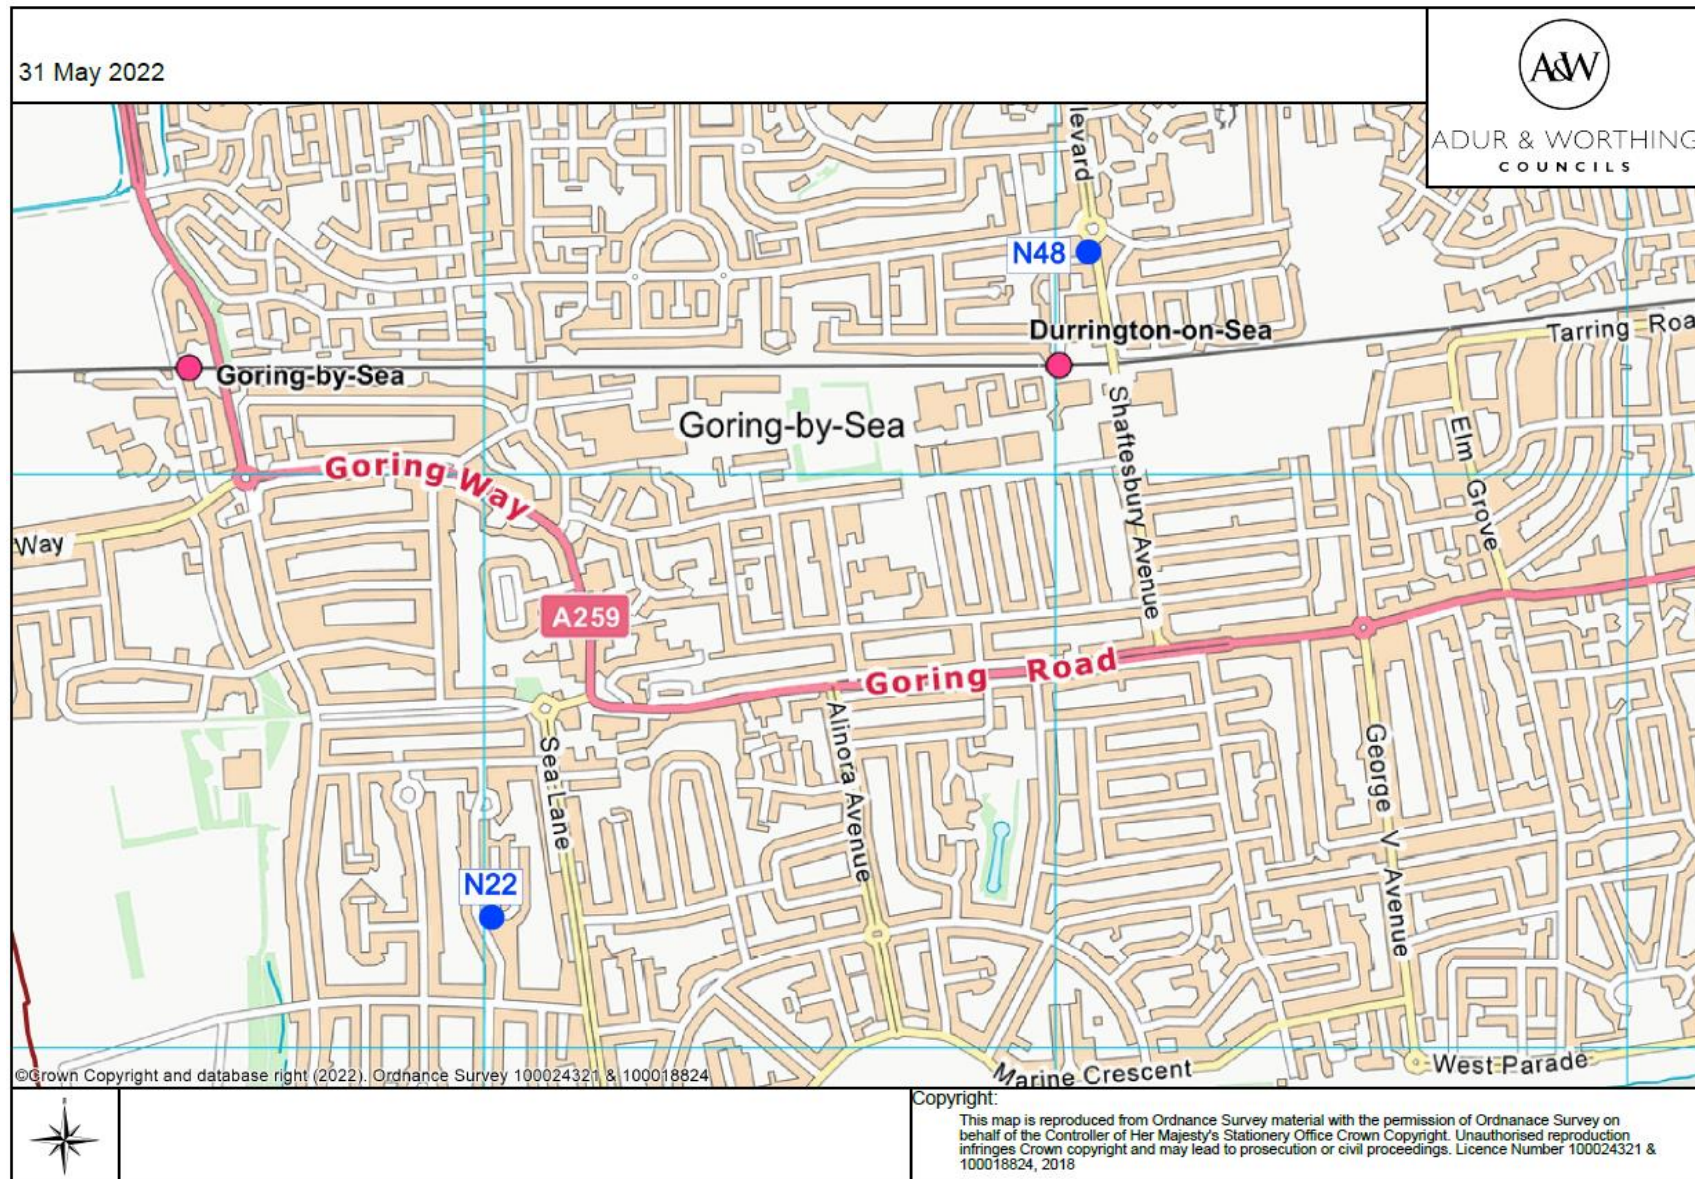 31 May 2022
A&W
ADUR & WORTHING
COUNCILS
levard
N48
Durrington-on-Sea
Tarring Roa
Goring-by-Sea
Goring-by-Sea
Shaftesbury Avenue
Elm Grove
Goring Way
Way
A259
Goring Road
Alinora Avenue
Sea Lane
George V Avenue
N22
Marine Crescent
West Parade
©Crown Copyright and database right (2022). Ordnance Survey 100024321 & 100018824
Copyright:
This map is reproduced from Ordnance Survey material with the permission of Ordnanace Survey on
behalf of the Controller of Her Majesty's Stationery Office Crown Copyright. Unauthorised reproduction
infringes Crown copyright and may lead to prosecution or civil proceedings. Licence Number 100024321 &
100018824, 2018